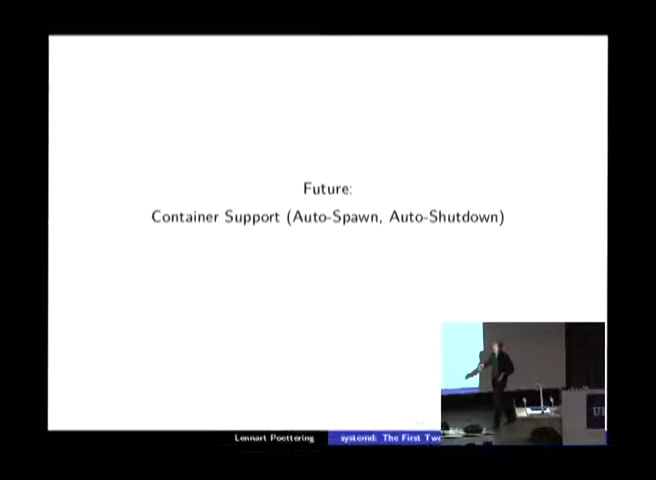 Future:
Container Support (Auto-Spawn, Auto-Shutdown)
Lennart Poettering
systemd: The First Two